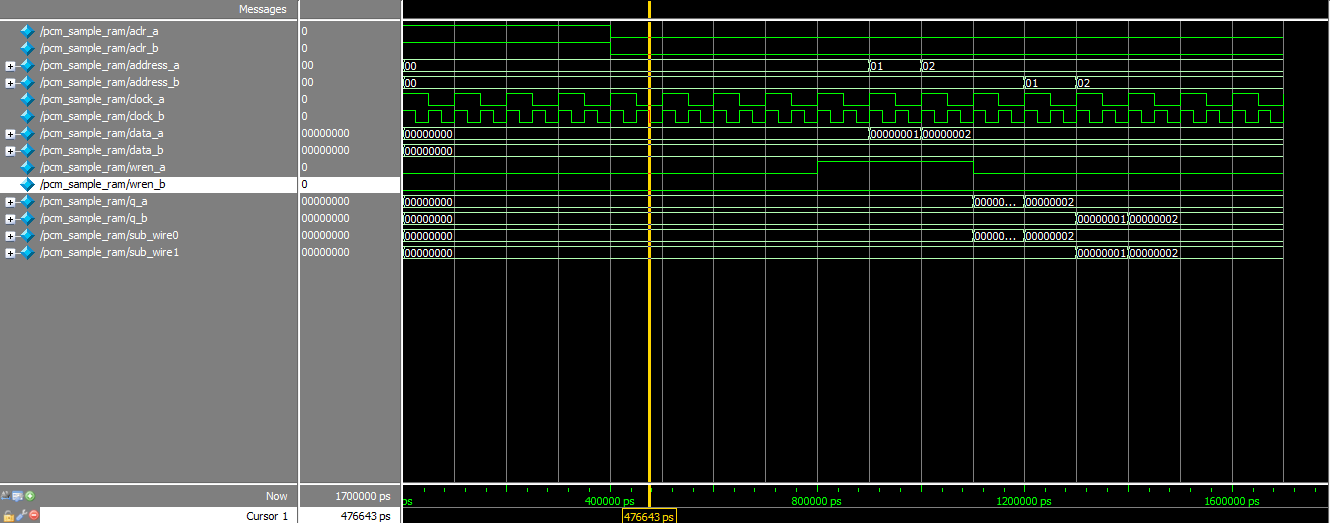 Messages
/pcm_sample_ram/aclr_a 0
/pcm_sample_ram/aclr_b 0
/pcm_sample_ram/address_a 00 00 01 02
/pcm_sample_ram/address_b 00 00 01 02
/pcm_sample_ram/clock_a 0
/pcm_sample_ram/clock_b 0
/pcm_sample_ram/data_a 00000000 00000000 00000001 00000002
/pcm_sample_ram/data_b 00000000 00000000
/pcm_sample_ram/wren_a 0
/pcm_sample_ram/wren_b 0
/pcm_sample_ram/q_a 00000000 00000000 00000... 00000002
/pcm_sample_ram/q_b 00000000 00000000 00000001 00000002
/pcm_sample_ram/sub_wire0 00000000 00000000 00000... 00000002
/pcm_sample_ram/sub_wire1 00000000 00000000 00000001 00000002
Now 1700000 ps ps 400000 ps 800000 ps 1200000 ps 1600000 ps
Cursor 1 476643 ps 476643 ps